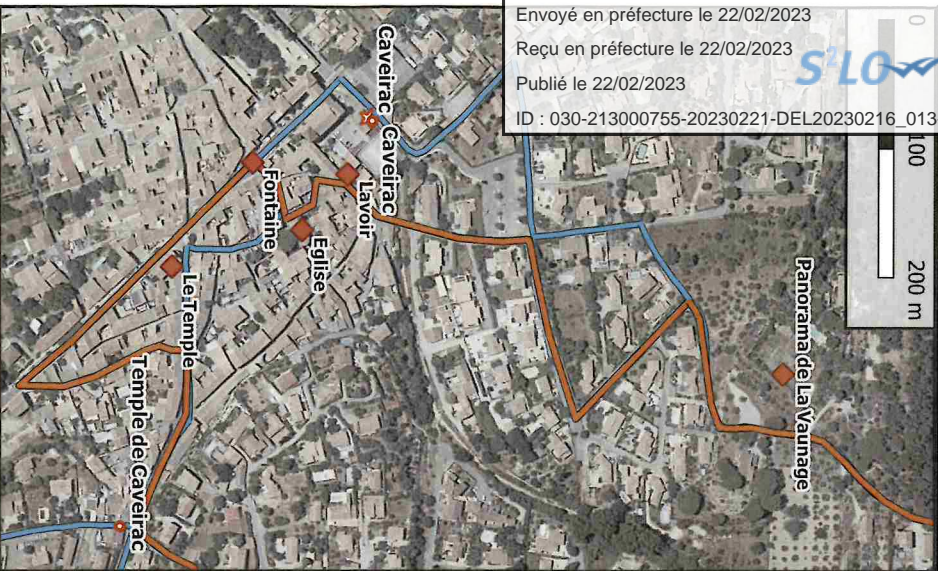 Envoyé en préfecture le 22/02/2023
Reçu en préfecture le 22/02/2023
Publié le 22/02/2023
S²LO
ID : 030-213000755-20230221-DEL20230216_013
0
100
200 m
Caveirac
Caveirac
Lavoir
Fontaine
Eglise
Le Temple
Temple de Caveirac
Panorama de La Vaunage